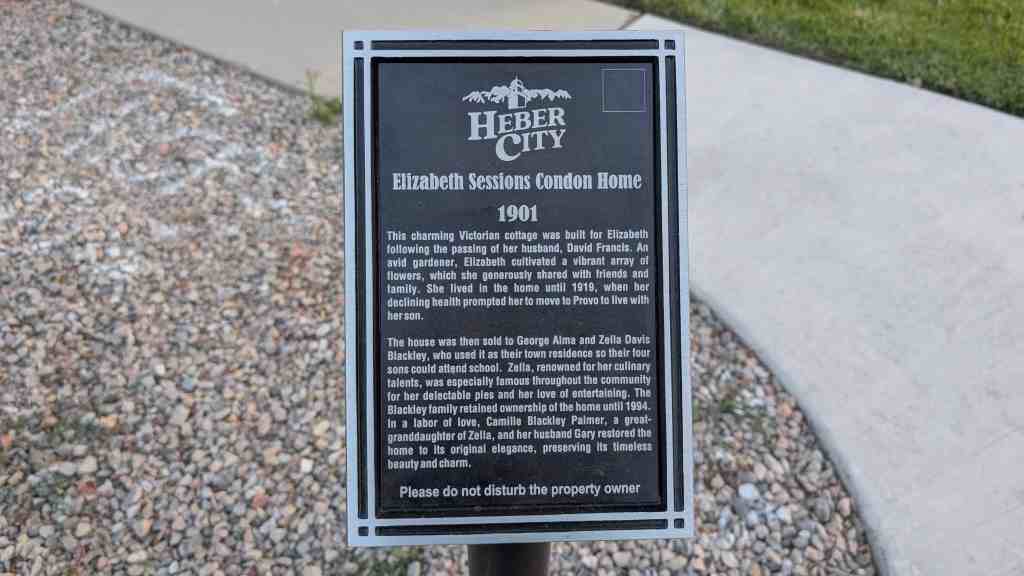 HEBER
CITY
Elizabeth Sessions Condon Home
1901
This charming Victorian cottage was built for Elizabeth
following the passing of her husband, David Francis. An
avid gardener, Elizabeth cultivated a vibrant array of
flowers, which she generously shared with friends and
family. She lived in the home until 1919, when her
declining health prompted her to move to Provo to live with
her son.
The house was then sold to George Alma and Zella Davis
Blackley, who used it as their town residence so their four
sons could attend school. Zella, renowned for her culinary
talents, was especially famous throughout the community
for her delectable pies and her love of entertaining. The
Blackley family retained ownership of the home until 1994.
In a labor of love, Camille Blackley Palmer, a great-
granddaughter of Zella, and her husband Gary restored the
home to its original elegance, preserving its timeless
beauty and charm.
Please do not disturb the property owner